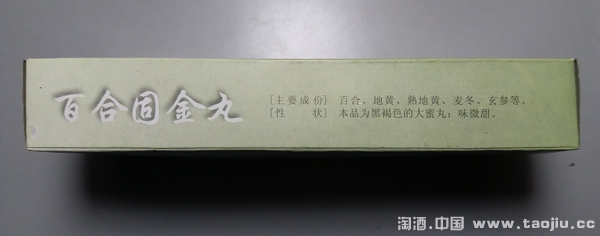 百合固金丸
[主要成份] 百合、地黄、熟地黄、麦冬、玄参等。
[性 状] 本品为黑褐色的大蜜丸；味微甜。
淘酒.中国 www.taojiu.cc